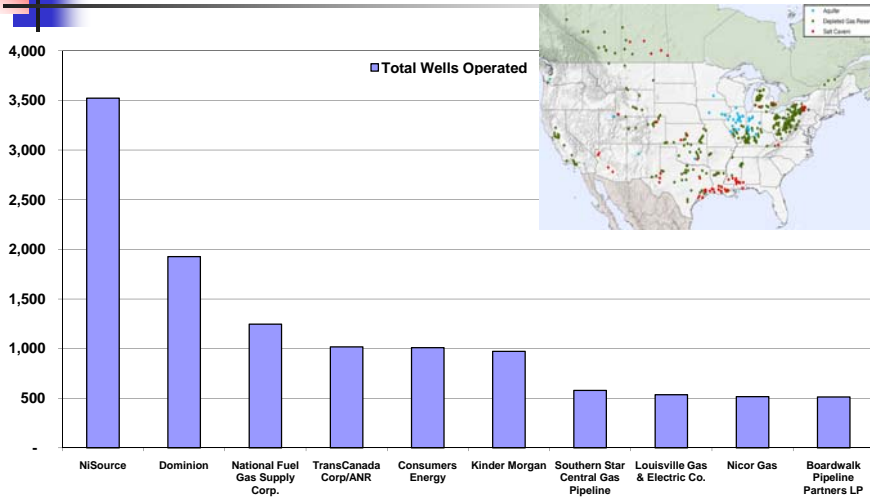 Aquifer
Depleted Gas Reser
Salt Cavern
Total Wells Operated
4,000
3,500
3,000
2,500
2,000
1,500
1,000
500
-
NiSource
Dominion
National Fuel
Gas Supply
Corp.
TransCanada
Corp/ANR
Consumers
Energy
Kinder Morgan
Southern Star
Central Gas
Pipeline
Louisville Gas
& Electric Co.
Nicor Gas
Boardwalk
Pipeline
Partners LP